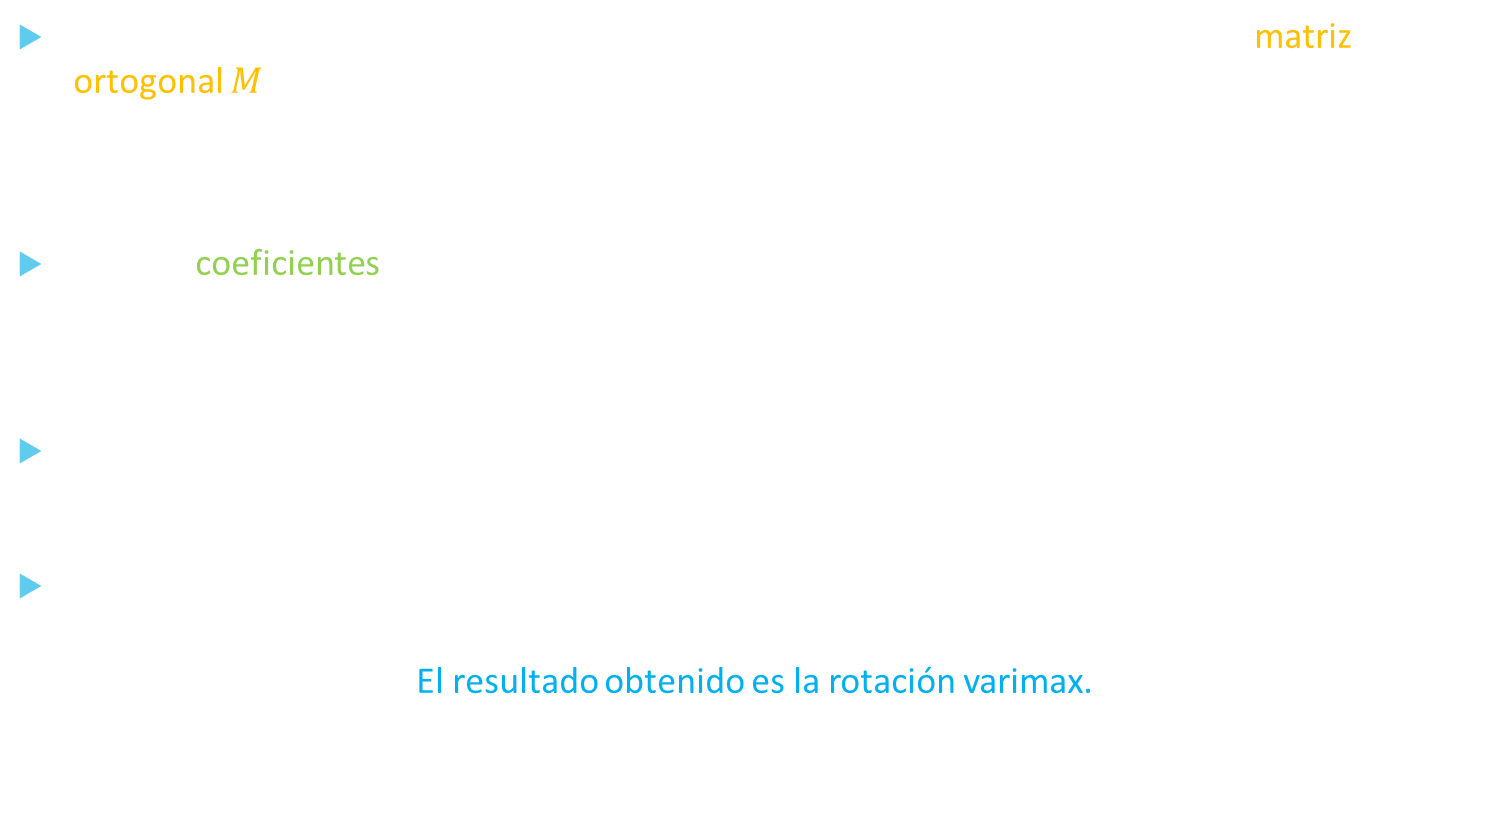 matriz
ortogonal M
coeficientes
El resultado obtenido es la rotación varimax.